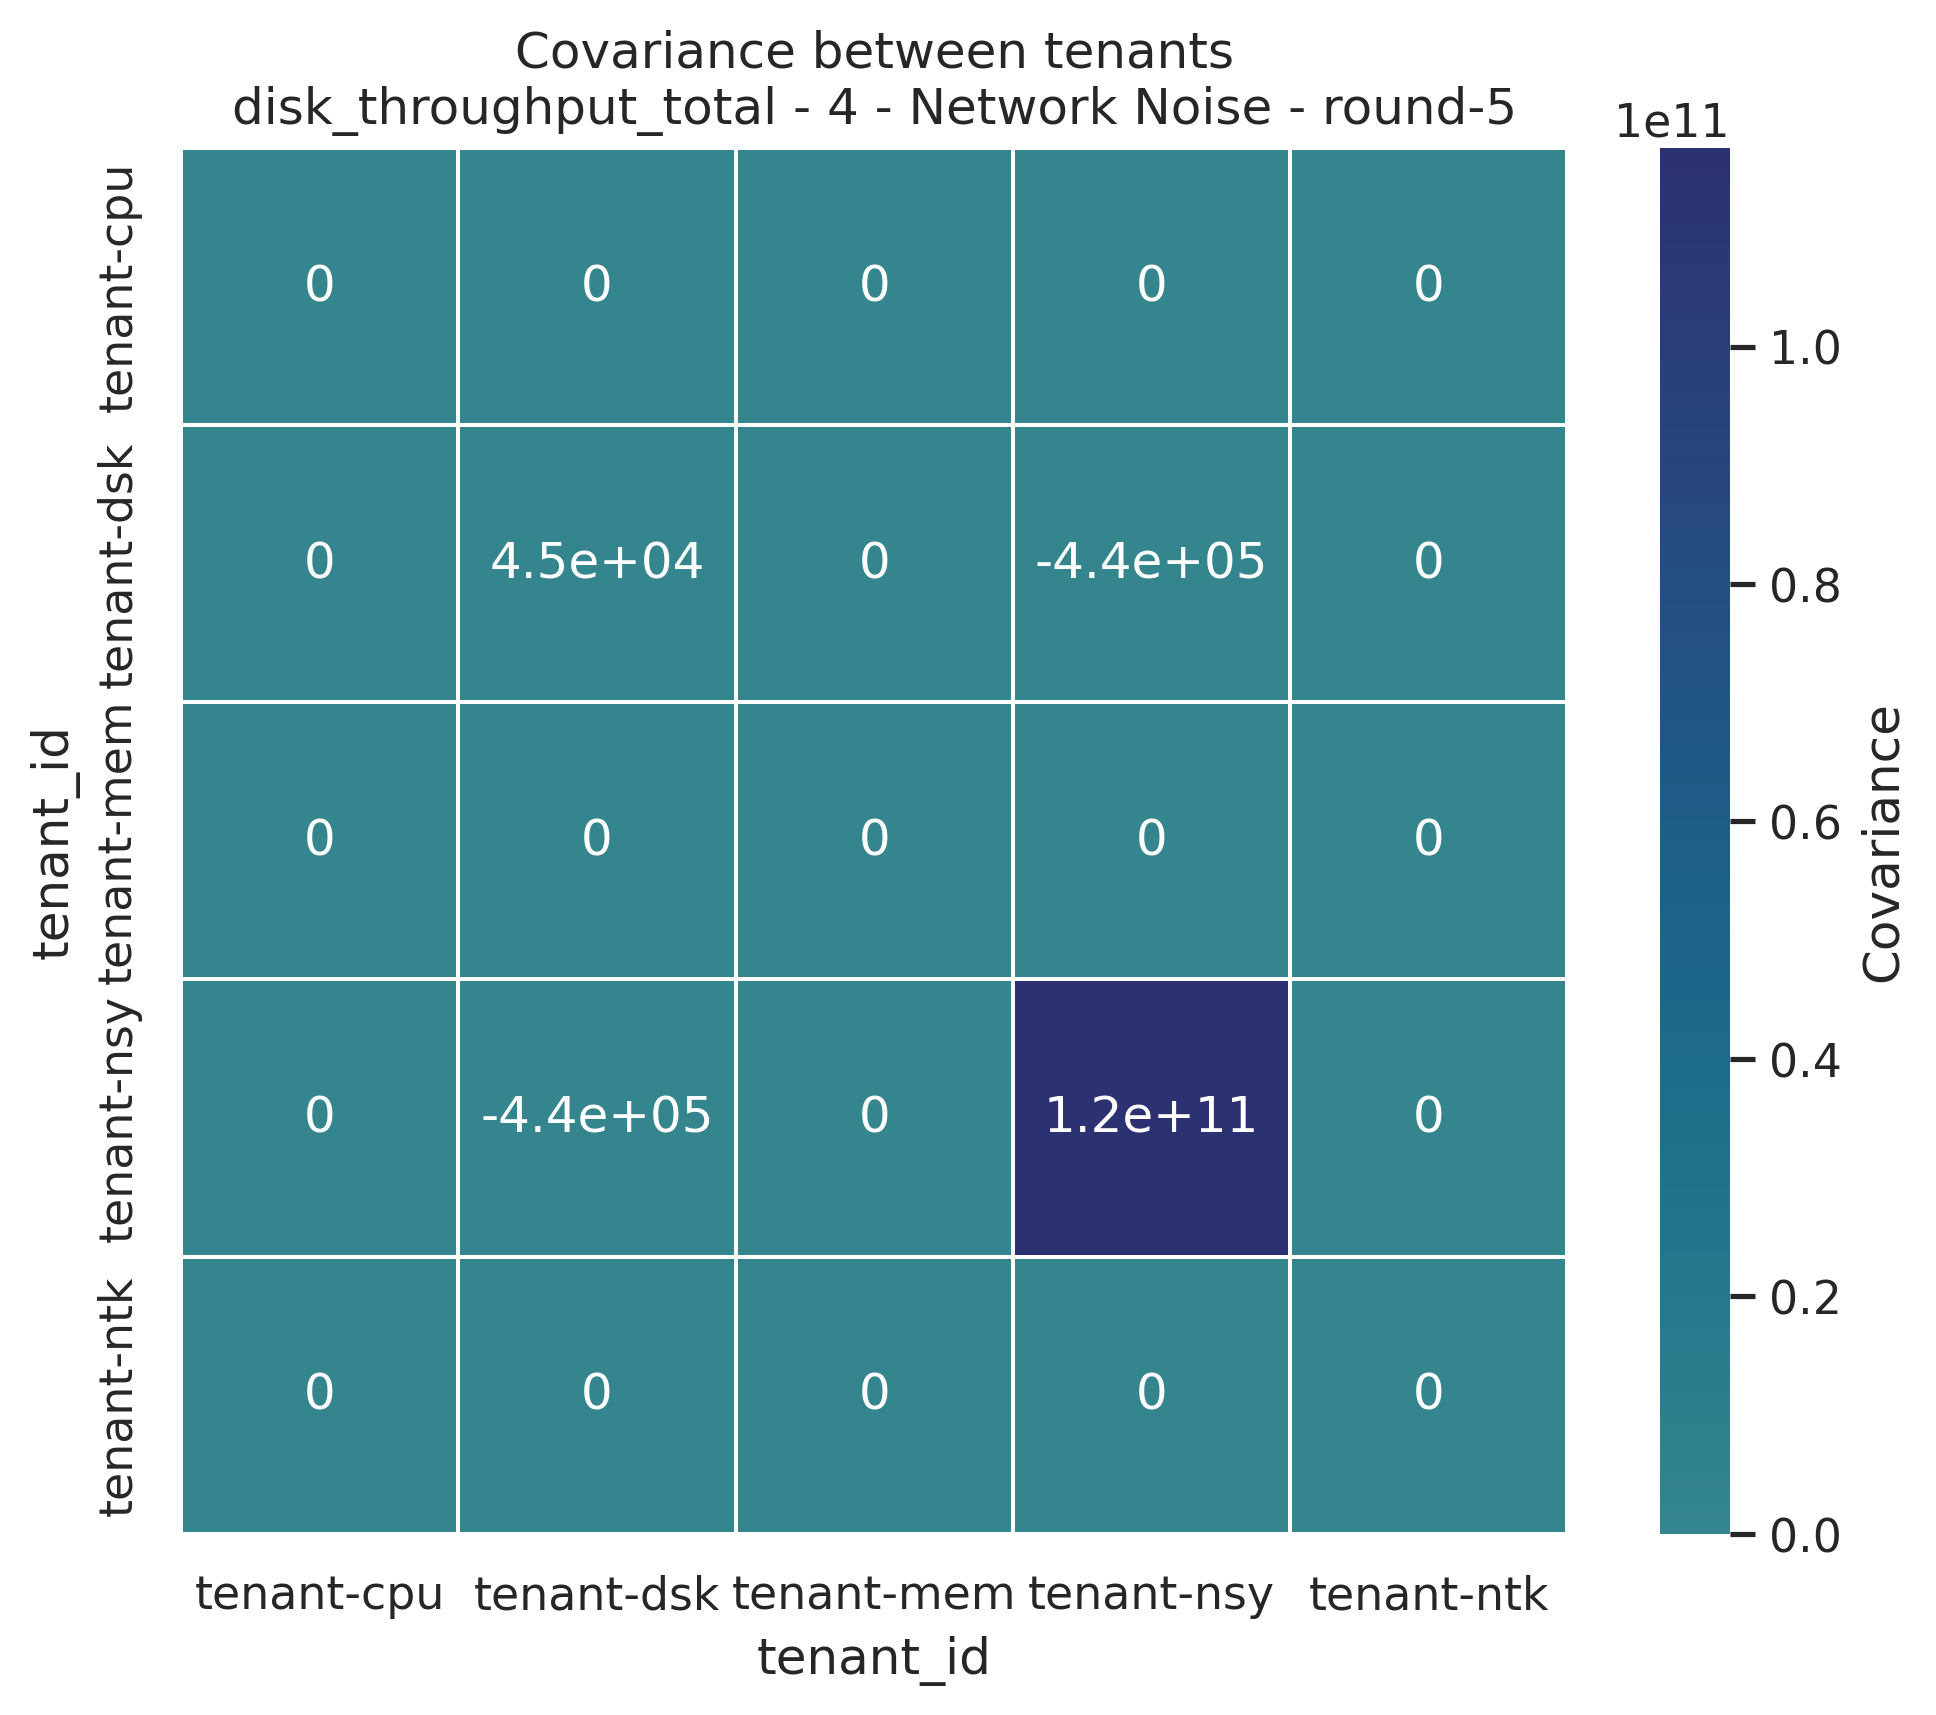 Covariance between tenants
disk_throughput_total - 4 - Network Noise - round-5
1e11
tenant_id
tenant-cpu
0 0 0 0 0
tenant-dsk
0 4.5e+04 0 -4.4e+05 0
tenant-mem
0 0 0 0 0
tenant-nsy
0 -4.4e+05 0 1.2e+11 0
tenant-ntk
0 0 0 0 0
tenant-cpu tenant-dsk tenant-mem tenant-nsy tenant-ntk
tenant_id
1.0
0.8
0.6
0.4
0.2
0.0
Covariance